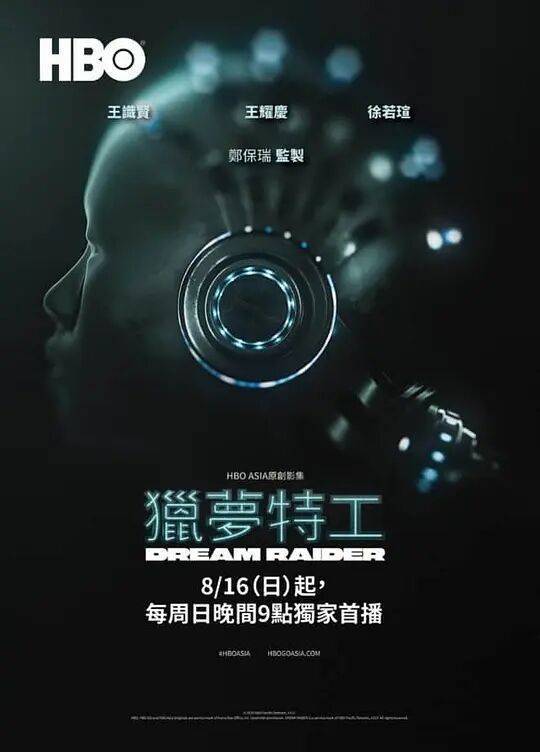 HBO®
王識賢 王耀慶 徐若瑄
鄭保瑞 監製
HBO ASIA原創影集
獵夢特工
DREAM RAIDER
8/16(日)起，
每周日晚間9點獨家首播
#HBOASIA HBOGOASIA.COM